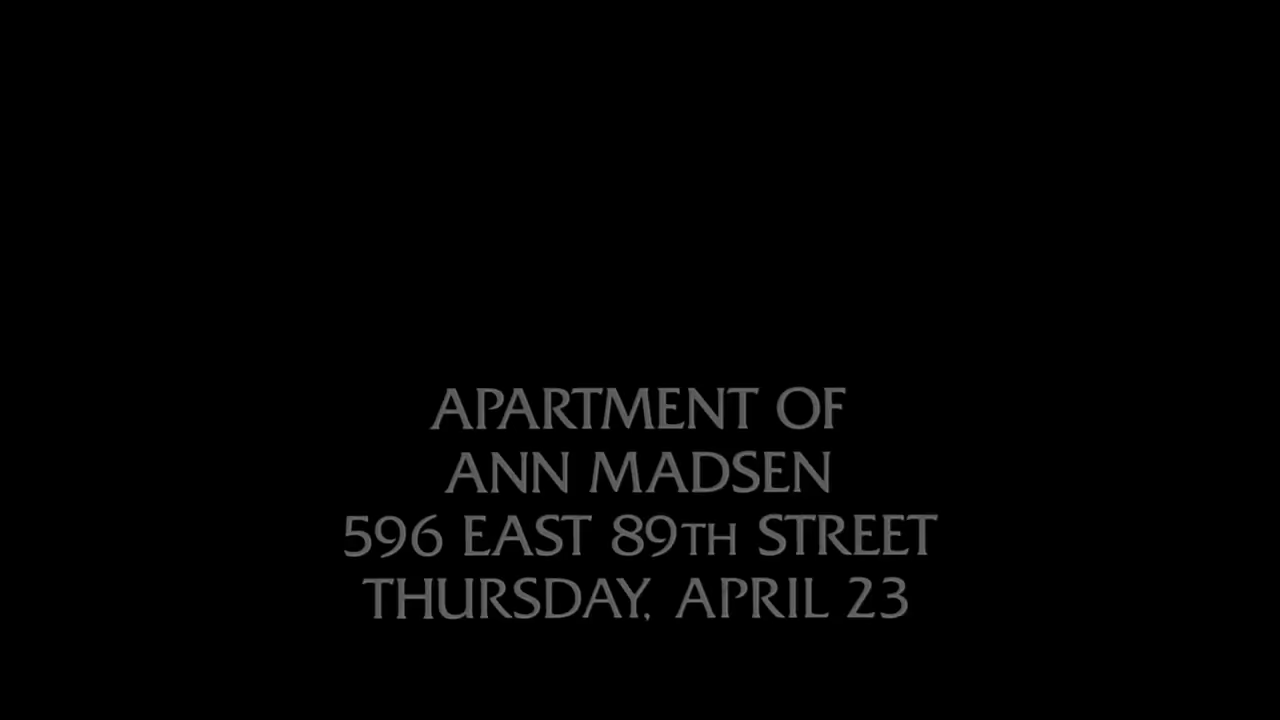 APARTMENT OF
ANN MADSEN
596 EAST 89TH STREET
THURSDAY, APRIL 23